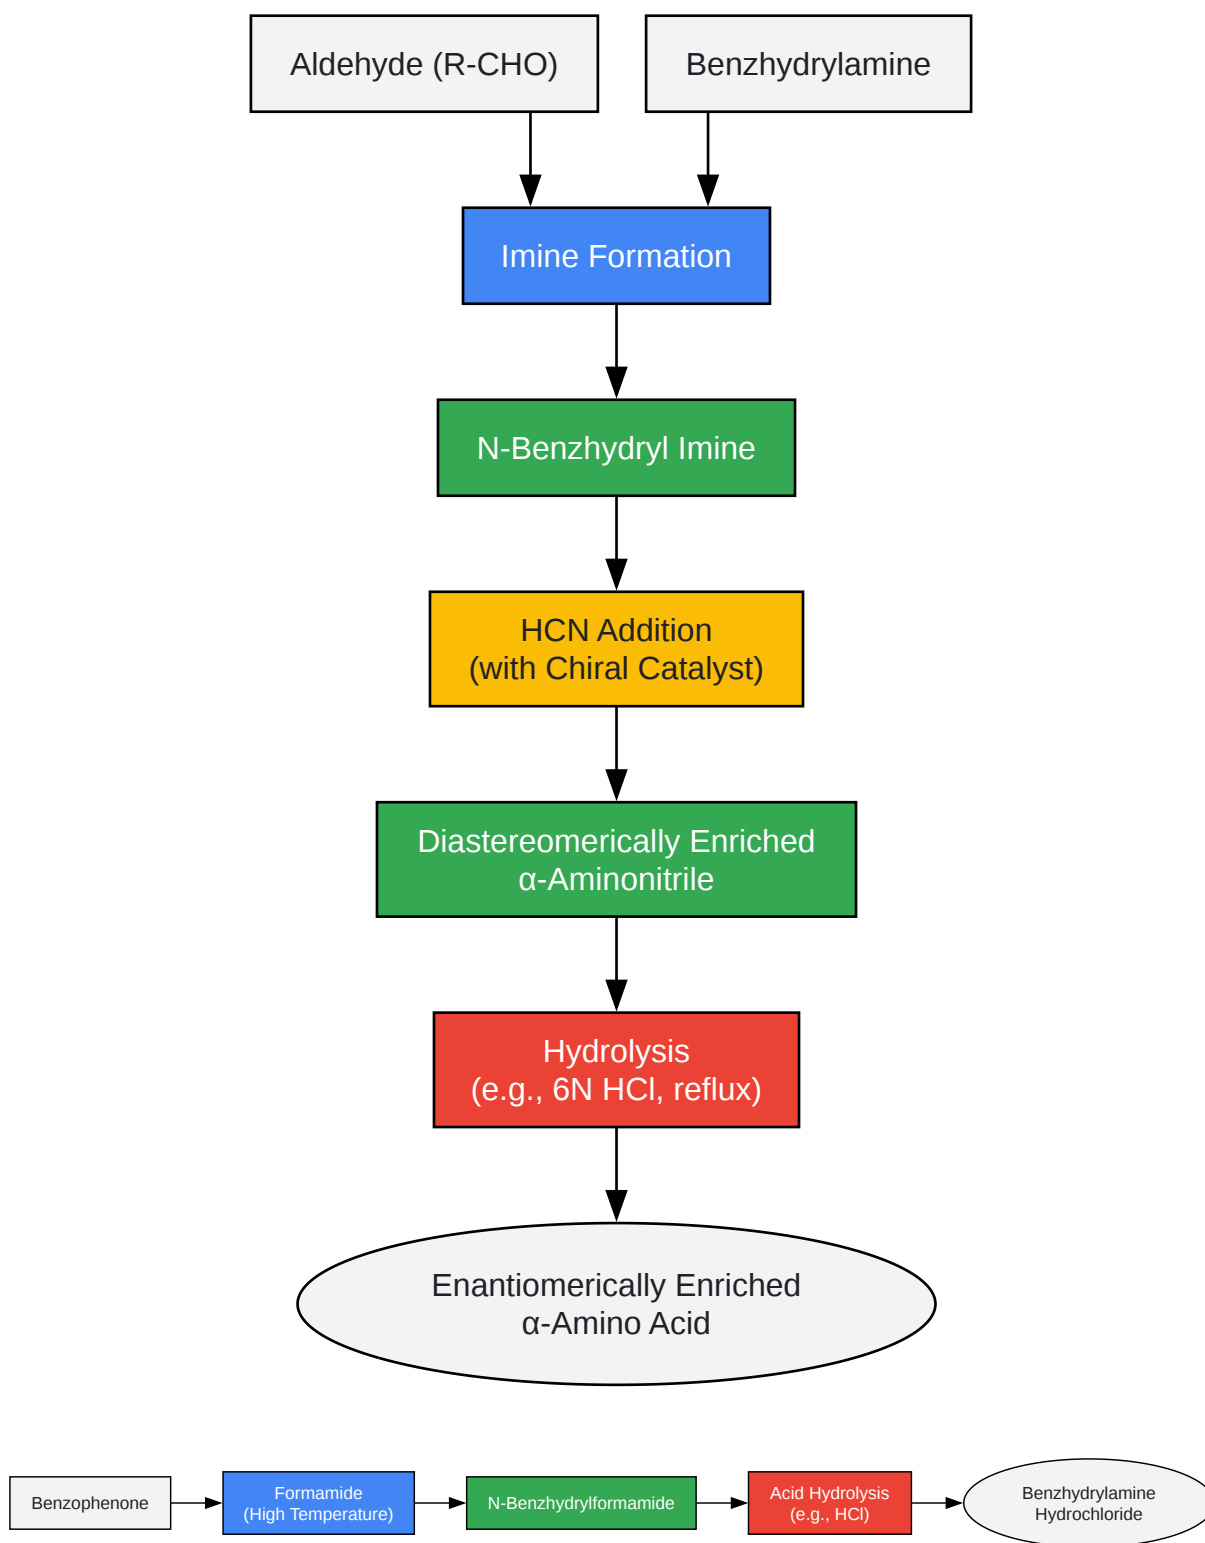 Aldehyde (R-CHO)
Benzhydrylamine
Imine Formation
N-Benzhydryl Imine
HCN Addition
(with Chiral Catalyst)
Diastereomerically Enriched
α-Aminonitrile
Hydrolysis
(e.g., 6N HCl, reflux)
Enantiomerically Enriched
α-Amino Acid
Benzophenone
Formamide
(High Temperature)
N-Benzhydrylformamide
Acid Hydrolysis
(e.g., HCl)
Benzhydrylamine
Hydrochloride